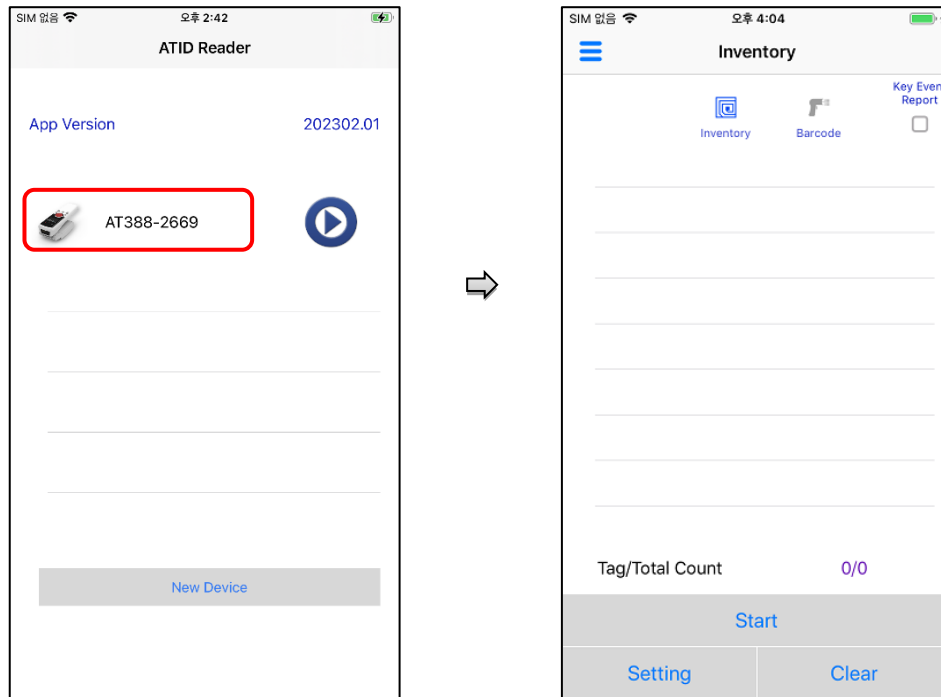 SIM 없음 오후 2:42
ATID Reader
App Version 202302.01
AT388-2669
New Device
SIM 없음 오후 4:04
Inventory
Key Even
Report
Inventory Barcode
Tag/Total Count 0/0
Start
Setting Clear